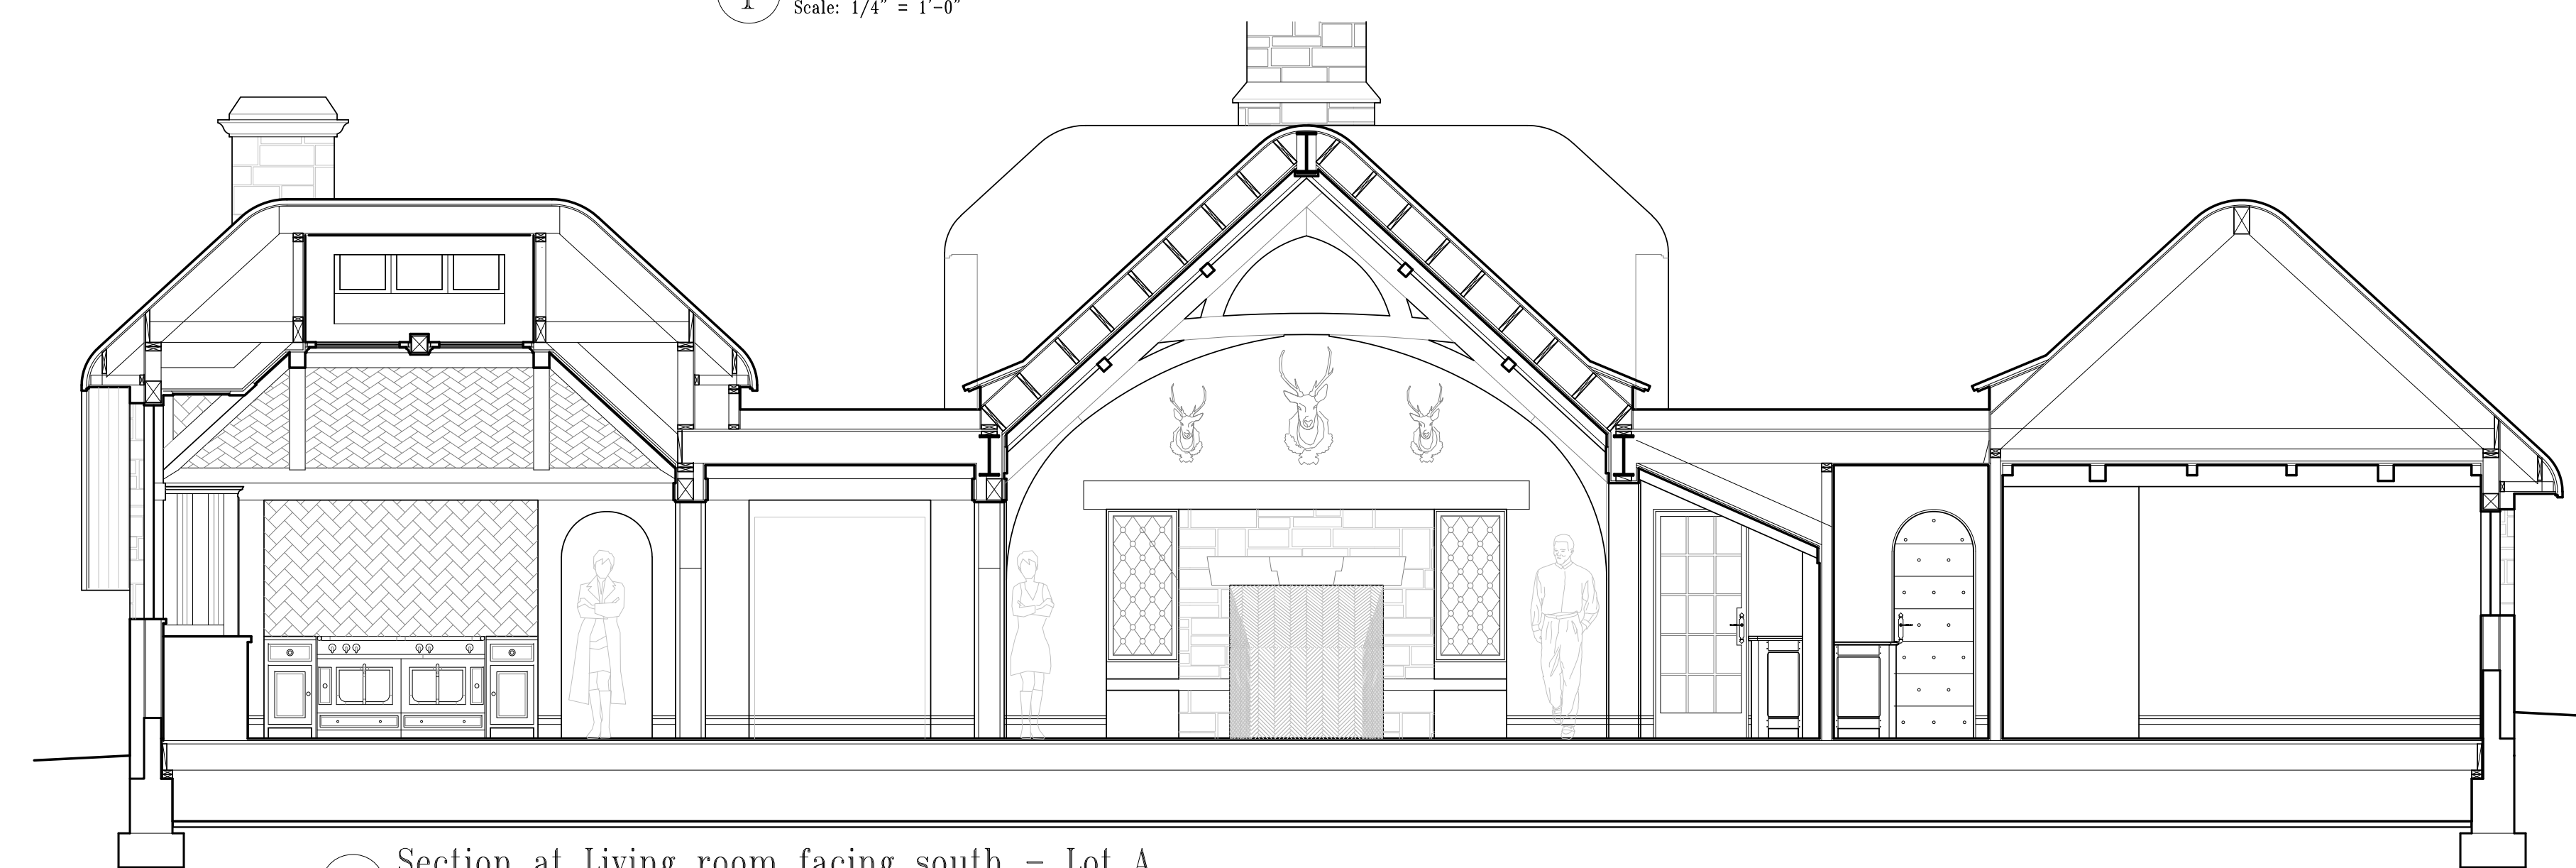 Scale: 1/4" = 1'-0"
Section at Living room facing south - Lot A